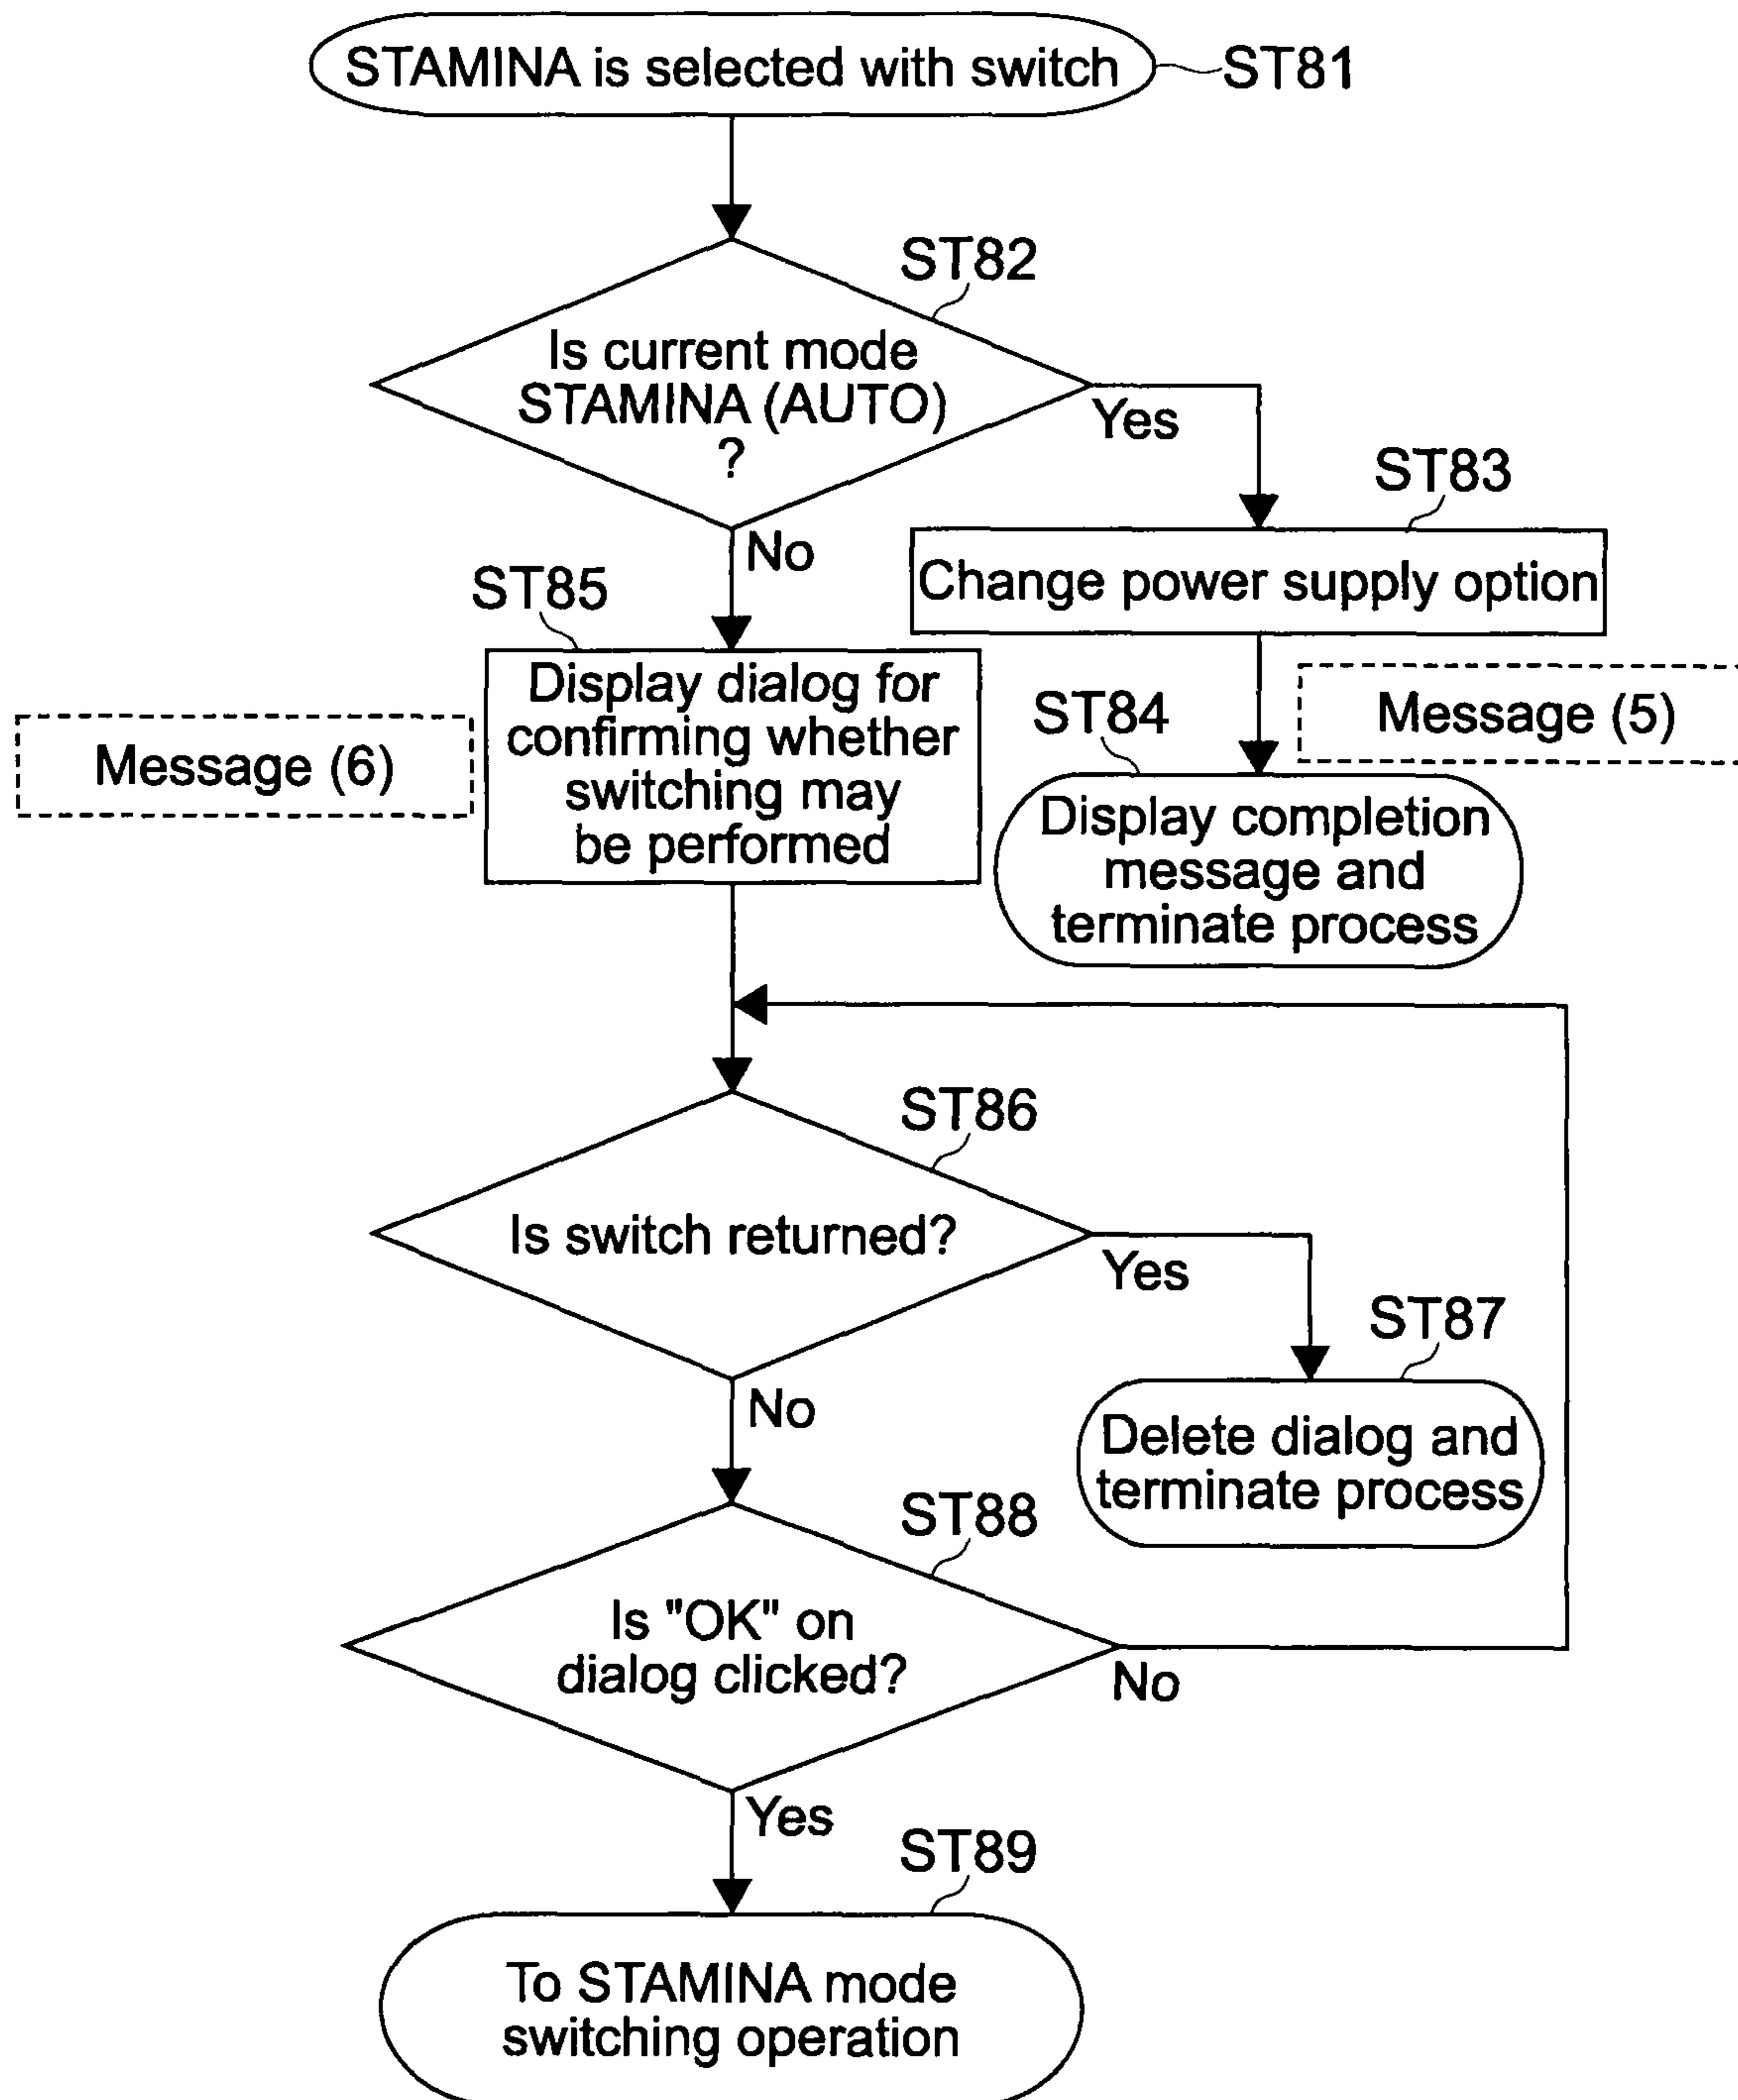 STAMINA is selected with switch
ST81
ST82
Is current mode
STAMINA (AUTO)
?
Yes
No
ST83
Change power supply option
ST85
Display dialog for
confirming whether
switching may
be performed
Message (6)
Message (5)
ST84
Display completion
message and
terminate process
ST86
Is switch returned?
Yes
No
ST87
Delete dialog and
terminate process
ST88
Is "OK" on
dialog clicked?
No
Yes
ST89
To STAMINA mode
switching operation